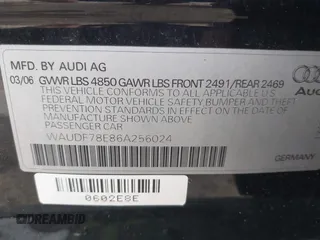 MFD. BY AUDI AG
03/06 GVWR LBS 4850 GAWR LBS FRONT 2491/REAR 2469
THIS VEHICLE CONFORMS TO ALL APPLICABLE
FEDERAL MOTOR VEHICLE SAFETY, BUMPER AND THEFT
PREVENTION STANDARDS IN EFFECT ON THE DATE
OF MANUFACTURE SHOWN ABOVE.
PASSENGER CAR
WAUDF78E86A256024
GERMANY
0602E8E
CREAMBID